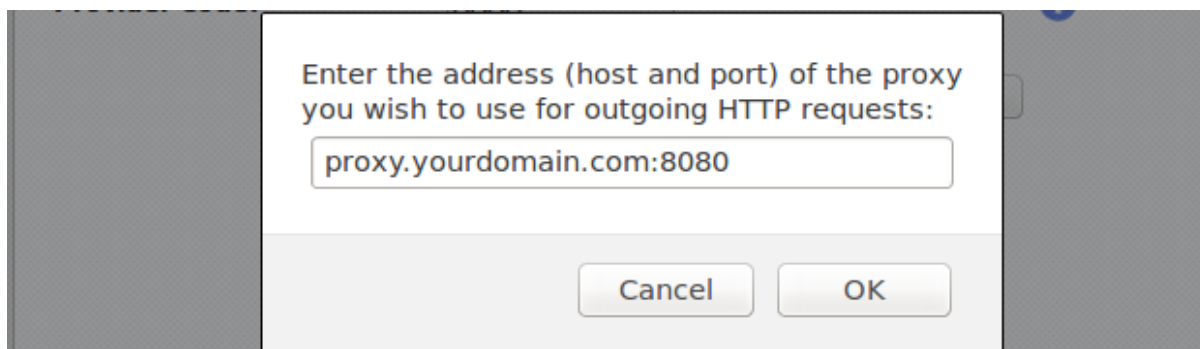 Enter the address (host and port) of the proxy
you wish to use for outgoing HTTP requests:
proxy.yourdomain.com:8080
Cancel OK